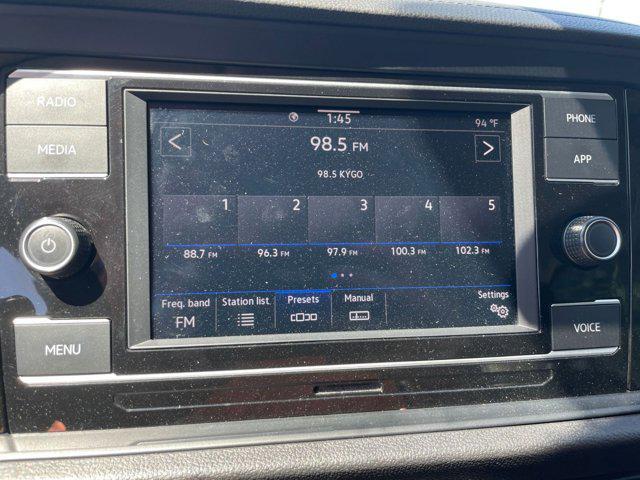 RADIO
MEDIA
MENU
1:45
94 °F
98.5 FM
98.5 KYGO
1 2 3 4 5
88.7 FM 96.3 FM 97.9 FM 100.3 FM 102.3 FM
Freq. band Station list Presets Manual Settings
FM
PHONE
APP
VOICE